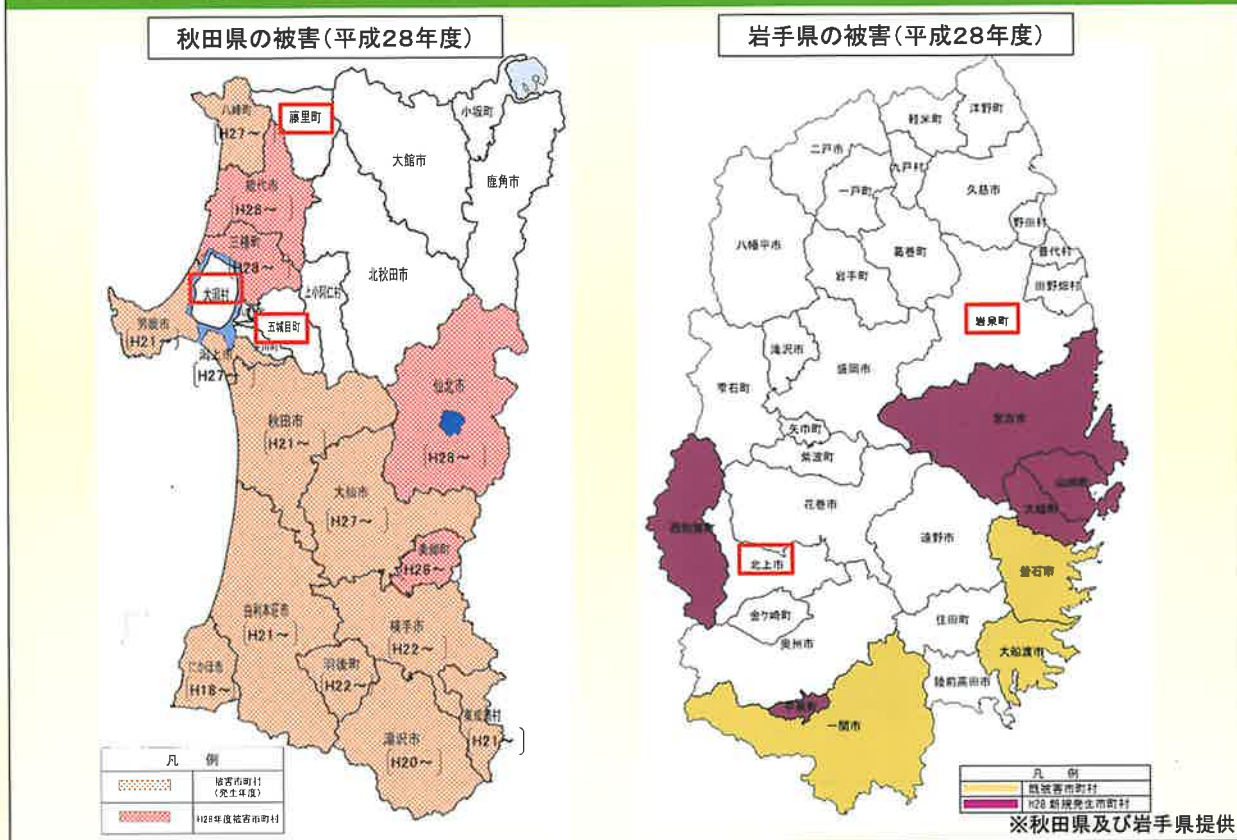 秋田県の被害(平成28年度)
八峰町
(H27～)
藤里町
小坂町
大館市
鹿角市
能代市
(H28～)
三種町
(H28～)
北秋田市
大潟村
上小阿仁村
五城目町
男鹿市
(H21～)
潟上市
(H27～)
仙北市
(H28～)
秋田市
(H21～)
大仙市
(H27～)
美郷町
(H28～)
由利本荘市
(H21～)
横手市
(H22～)
にかほ市
(H18～)
羽後町
(H22～)
東成瀬村
(H21～)
湯沢市
(H20～)
凡 例
被害市町村
(発生年度)
H28年度被害市町村
岩手県の被害(平成28年度)
洋野町
軽米町
二戸市
九戸村
一戸町
久慈市
野田村
八幡平市
葛巻町
普代村
岩手町
田野畑村
岩泉町
滝沢市
盛岡市
雫石町
宮古市
矢巾町
紫波町
山田町
大槌町
花巻市
西和賀町
遠野市
北上市
釜石市
金ケ崎町
住田町
奥州市
大船渡市
陸前高田市
平泉町
一関市
凡 例
既被害市町村
H28 新規発生市町村
※秋田県及び岩手県提供